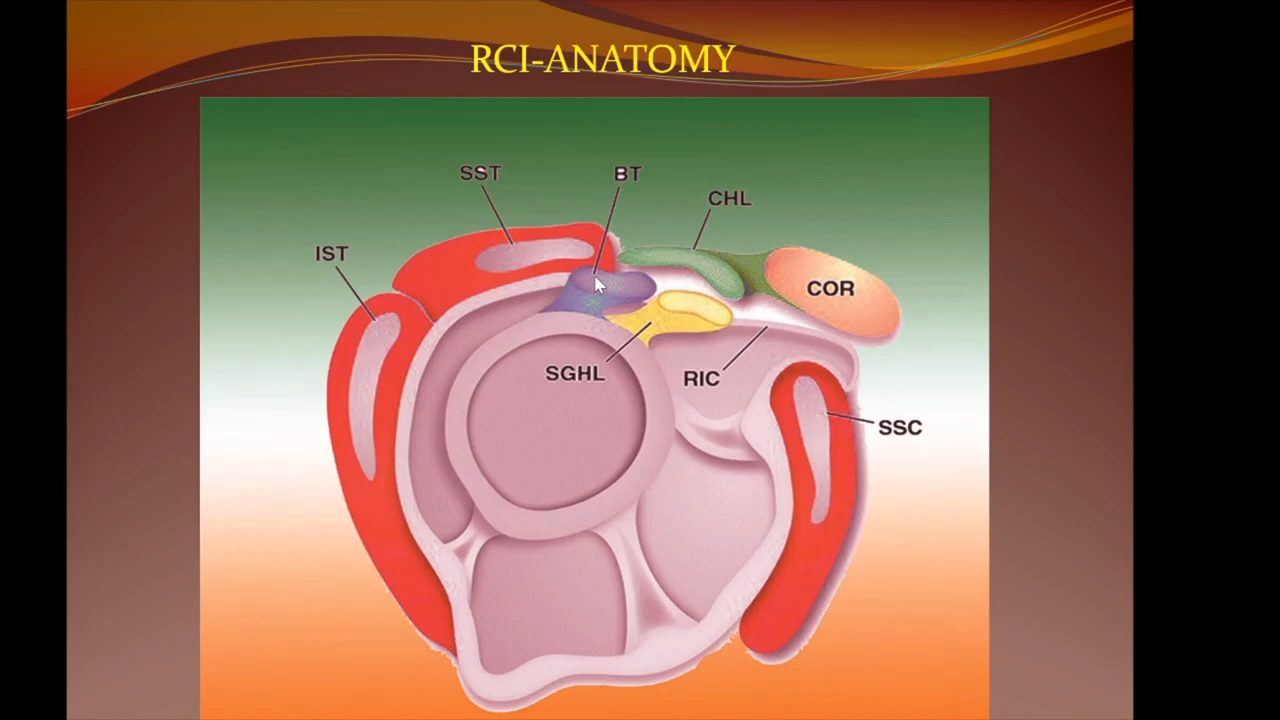 RCI-ANATOMY
SST
BT
CHL
IST
COR
SGHL
RIC
SSC